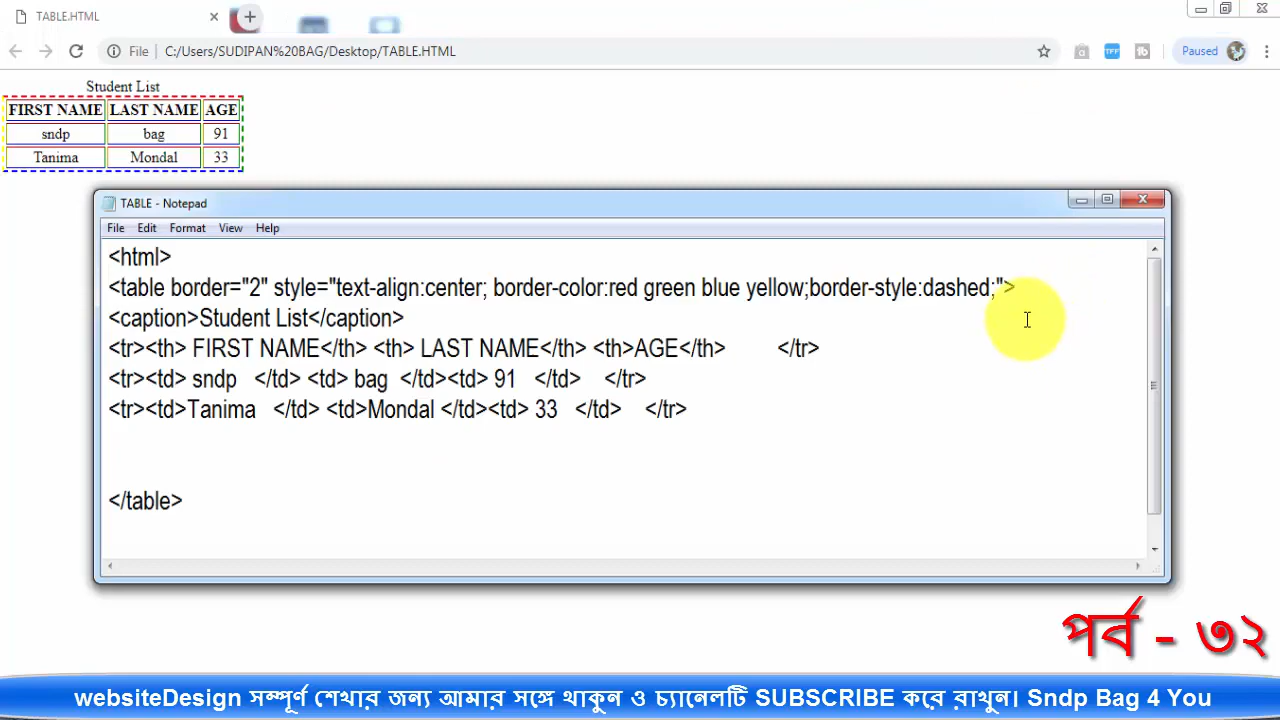 TABLE.HTML
File C:/Users/SUDIPAN%20BAG/Desktop/TABLE.HTML
TFF
Paused
Student List
FIRST NAME LAST NAME AGE
sndp bag 91
Tanima Mondal 33
TABLE - Notepad
File Edit Format View Help
<html>
<table border="2" style="text-align:center; border-color:red green blue yellow;border-style:dashed;">
<caption>Student List</caption>
<tr><th> FIRST NAME</th> <th> LAST NAME</th> <th>AGE</th> </tr>
<tr><td> sndp </td> <td> bag </td><td> 91 </td> </tr>
<tr><td>Tanima </td> <td>Mondal </td><td> 33 </td> </tr>
</table>
পর্ব - ৩২
websiteDesign সম্পূর্ণ শেখার জন্য আমার সঙ্গে থাকুন ও চ্যানেলটি SUBSCRIBE করে রাখুন। Sndp Bag 4 You